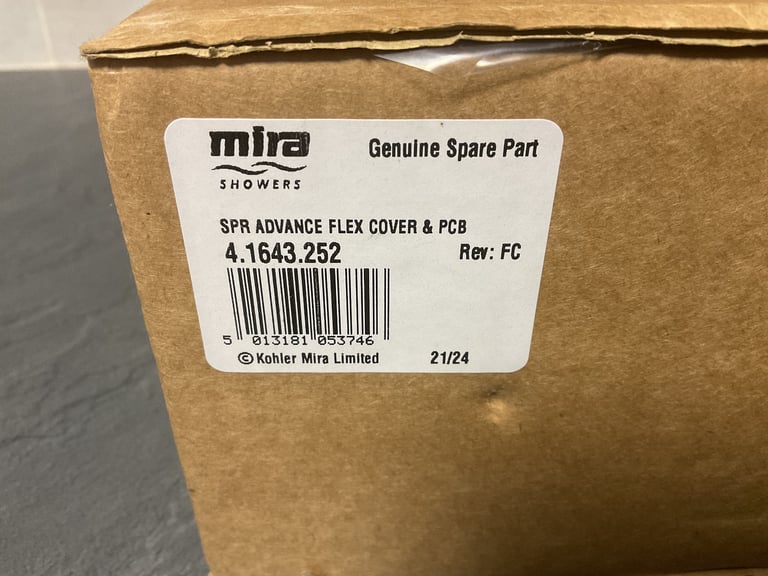 mira
SHOWERS
Genuine Spare Part
SPR ADVANCE FLEX COVER & PCB
4.1643.252 Rev: FC
5 013181 053746
© Kohler Mira Limited 21/24